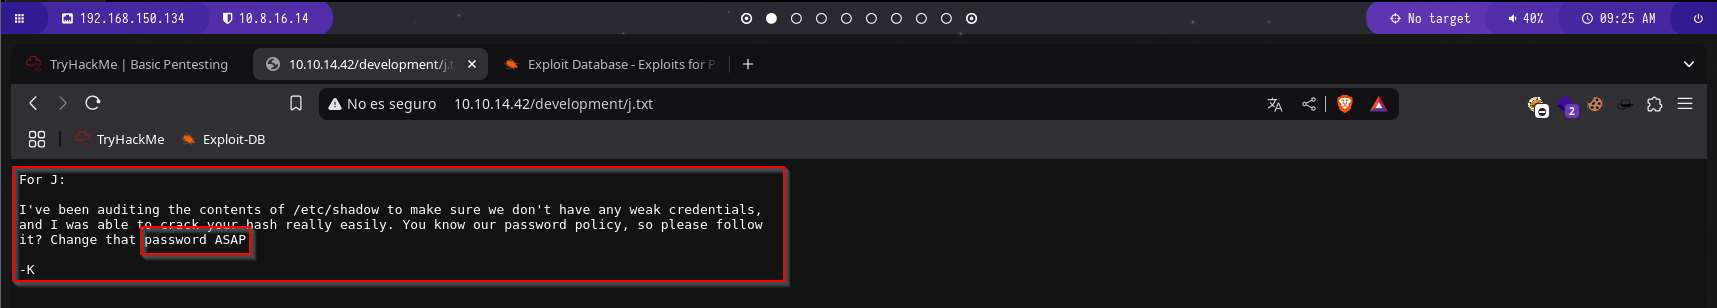 192.168.150.134 10.8.16.14 No target 40% 09:25 AM
TryHackMe | Basic Pentesting 10.10.14.42/development/j.t Exploit Database - Exploits for P
No es seguro 10.10.14.42/development/j.txt 2
TryHackMe Exploit-DB
For J:
I've been auditing the contents of /etc/shadow to make sure we don't have any weak credentials,
and I was able to crack your hash really easily. You know our password policy, so please follow
it? Change that password ASAP
-K